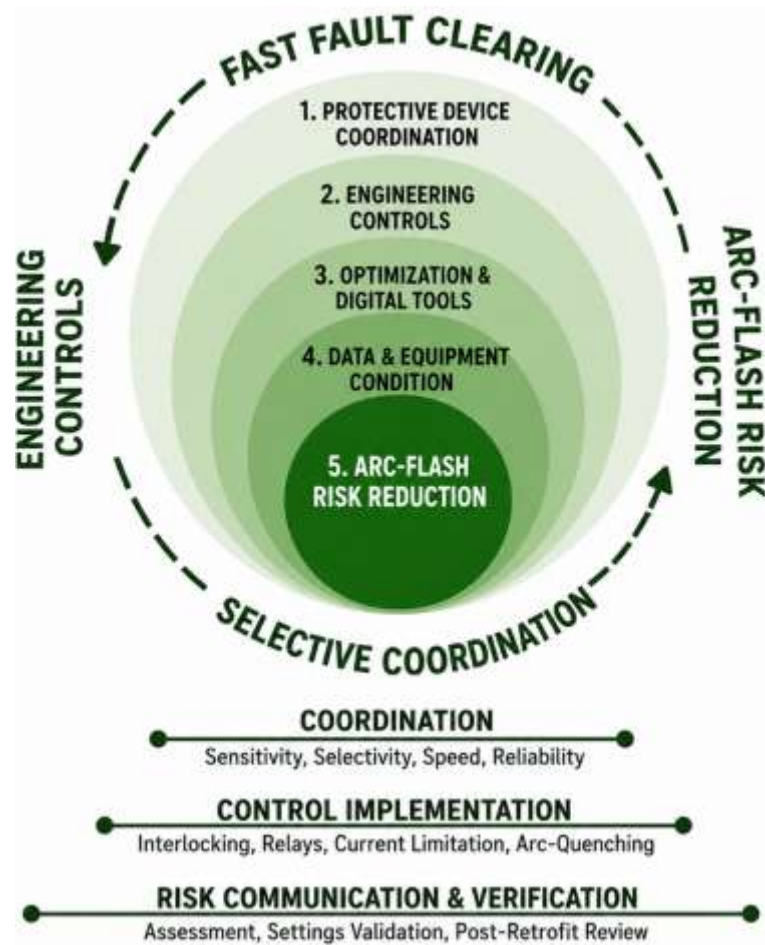 FAST FAULT CLEARING
1. PROTECTIVE DEVICE
COORDINATION
2. ENGINEERING
CONTROLS
3. OPTIMIZATION &
DIGITAL TOOLS
4. DATA & EQUIPMENT
CONDITION
5. ARC-FLASH
RISK REDUCTION
ENGINEERING
CONTROLS
ARC-FLASH RISK
REDUCTION
SELECTIVE COORDINATION
COORDINATION
Sensitivity, Selectivity, Speed, Reliability
CONTROL IMPLEMENTATION
Interlocking, Relays, Current Limitation, Arc-Quenching
RISK COMMUNICATION & VERIFICATION
Assessment, Settings Validation, Post-Retrofit Review